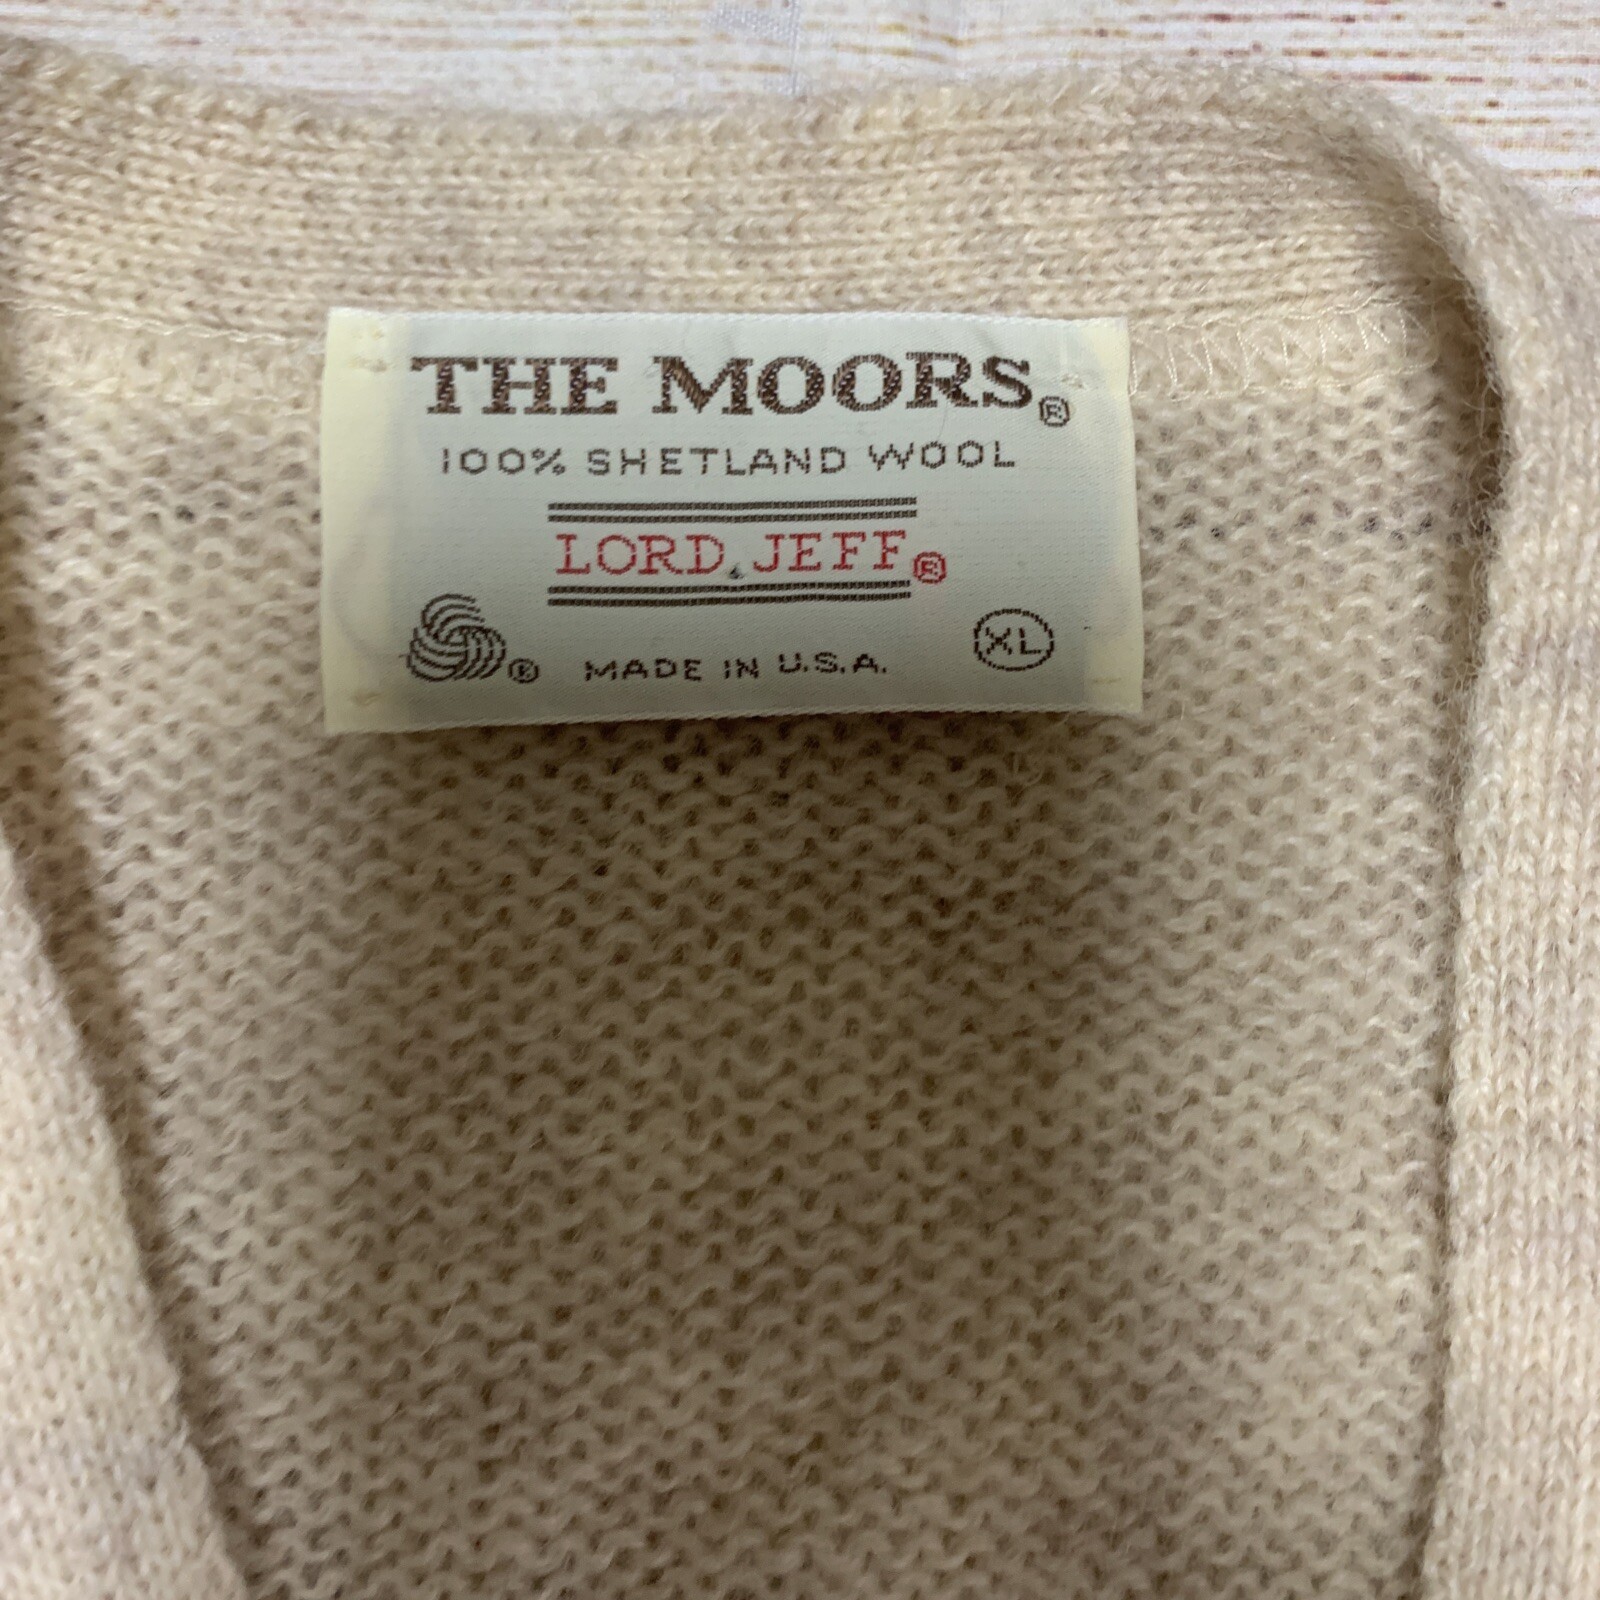 THE MOORS®
100% SHETLAND WOOL
LORD JEFF®
® MADE IN U.S.A. XL